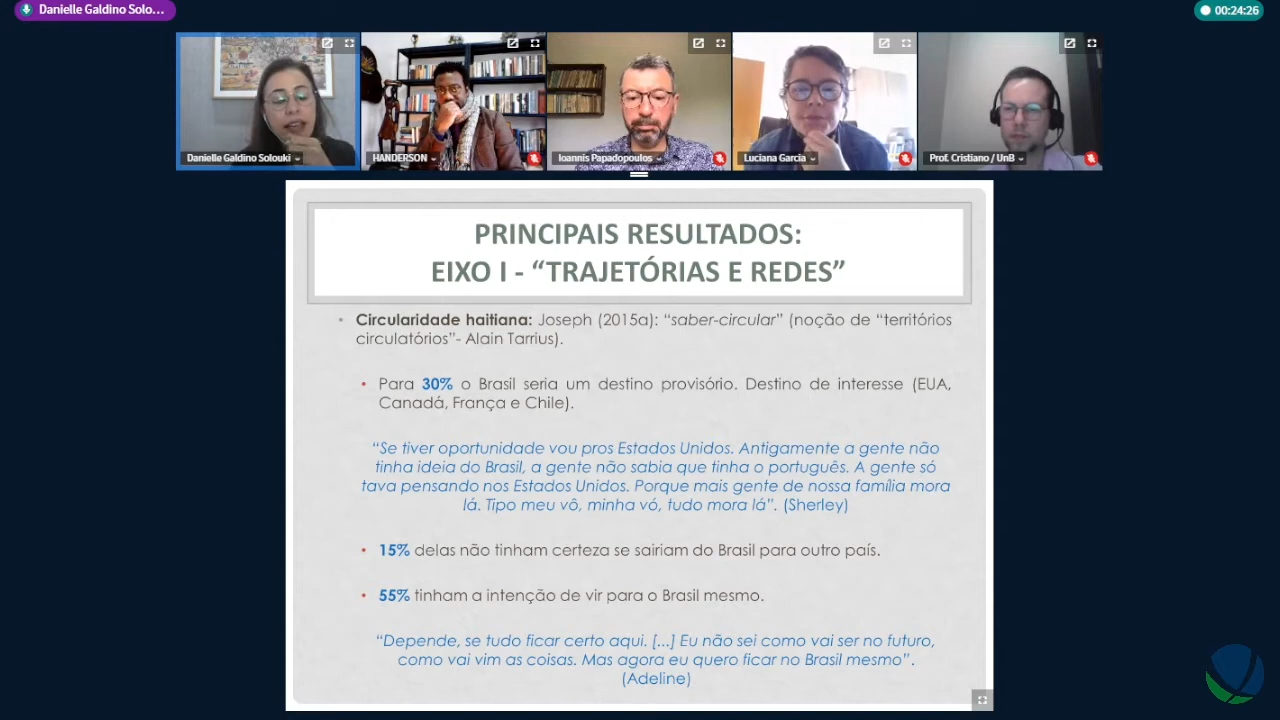 Danielle Galdino Solo...
00:24:26
Danielle Galdino Solouki
HANDERSON
Ioannis Papadopoulos
Luciana Garcia
Prof. Cristiano / UnB
PRINCIPAIS RESULTADOS:
EIXO I - “TRAJETÓRIAS E REDES”
• Circularidade haitiana: Joseph (2015a): “saber-circular” (noção de “territórios
circulatórios”- Alain Tarrius).
• Para 30% o Brasil seria um destino provisório. Destino de interesse (EUA,
Canadá, França e Chile).
“Se tiver oportunidade vou pros Estados Unidos. Antigamente a gente não
tinha ideia do Brasil, a gente não sabia que tinha o português. A gente só
tava pensando nos Estados Unidos. Porque mais gente de nossa família mora
lá. Tipo meu vô, minha vó, tudo mora lá”. (Sherley)
• 15% delas não tinham certeza se sairiam do Brasil para outro país.
• 55% tinham a intenção de vir para o Brasil mesmo.
“Depende, se tudo ficar certo aqui. [...] Eu não sei como vai ser no futuro,
como vai vim as coisas. Mas agora eu quero ficar no Brasil mesmo”.
(Adeline)